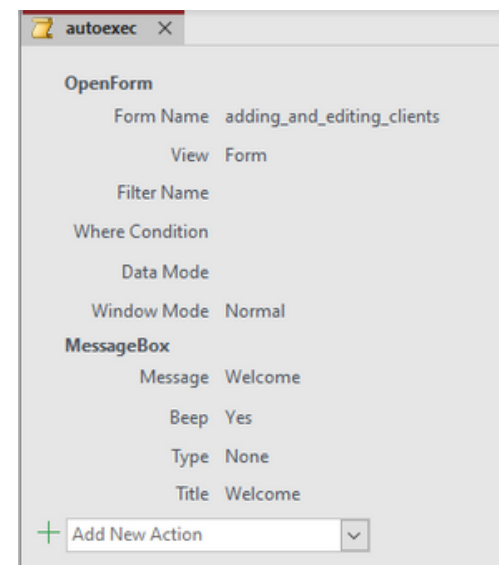 autoexec
OpenForm
Form Name adding_and_editing_clients
View Form
Filter Name
Where Condition
Data Mode
Window Mode Normal
MessageBox
Message Welcome
Beep Yes
Type None
Title Welcome
Add New Action